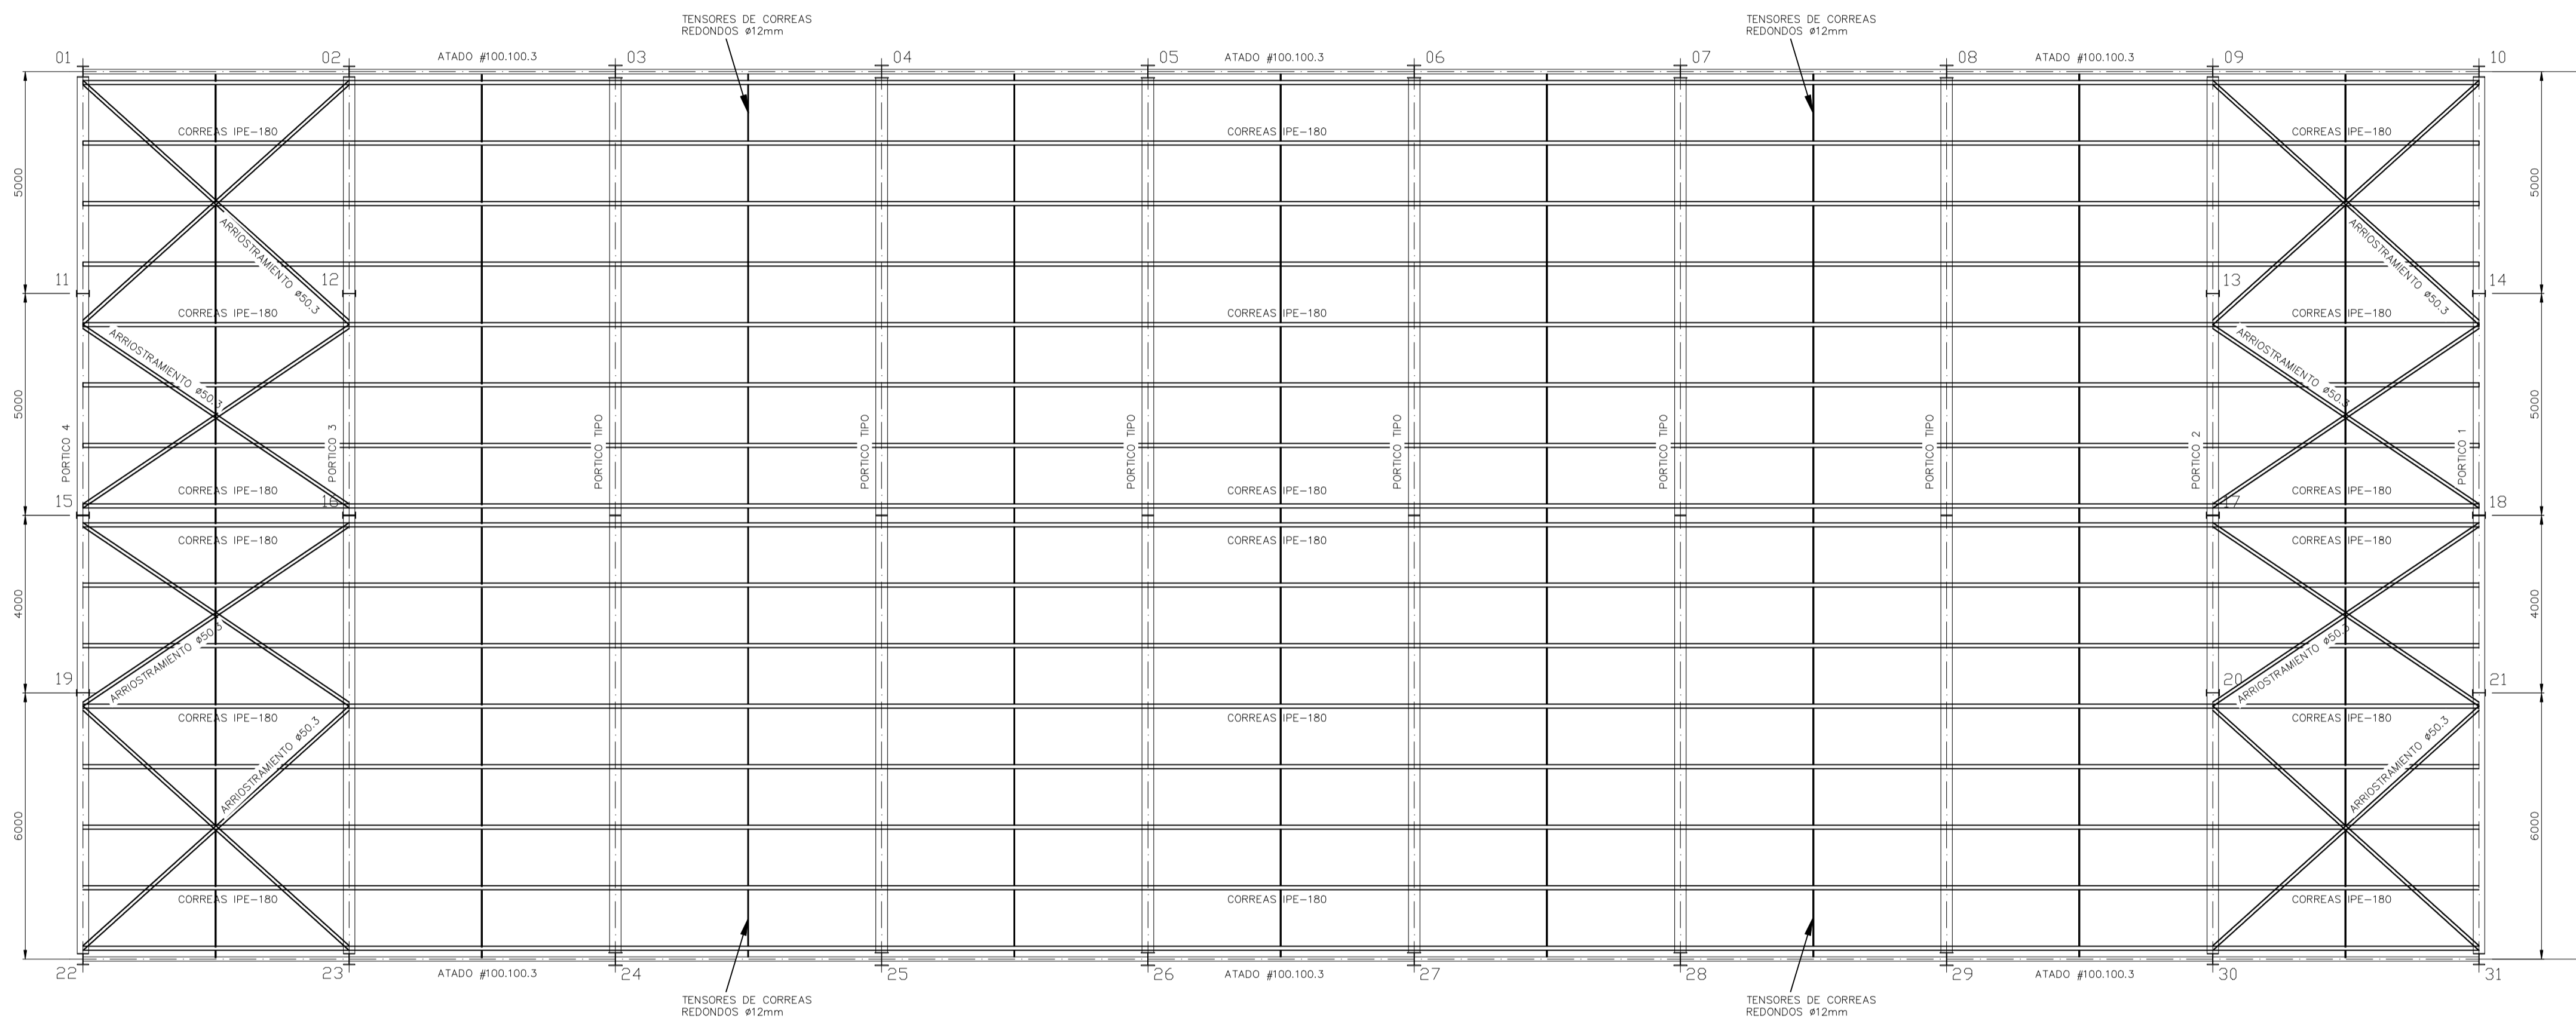 TENSORES DE CORREAS
REDONDOS ø12mm
TENSORES DE CORREAS
REDONDOS ø12mm
01
02
ATADO #100.100.3
03
04
05
ATADO #100.100.3
06
07
08
ATADO #100.100.3
09
10
CORREAS IPE-180
CORREAS IPE-180
CORREAS IPE-180
5000
5000
ARRIOSTRAMIENTO ø50.3
ARRIOSTRAMIENTO ø50.3
11
12
13
14
CORREAS IPE-180
CORREAS IPE-180
CORREAS IPE-180
ARRIOSTRAMIENTO ø50.3
ARRIOSTRAMIENTO ø50.3
5000
5000
PORTICO 4
PORTICO 3
PORTICO TIPO
PORTICO TIPO
PORTICO TIPO
PORTICO TIPO
PORTICO TIPO
PORTICO TIPO
PORTICO 2
PORTICO 1
CORREAS IPE-180
CORREAS IPE-180
CORREAS IPE-180
15
16
17
18
CORREAS IPE-180
CORREAS IPE-180
CORREAS IPE-180
4000
4000
ARRIOSTRAMIENTO ø50.3
ARRIOSTRAMIENTO ø50.3
19
20
21
CORREAS IPE-180
CORREAS IPE-180
CORREAS IPE-180
ARRIOSTRAMIENTO ø50.3
ARRIOSTRAMIENTO ø50.3
6000
6000
CORREAS IPE-180
CORREAS IPE-180
CORREAS IPE-180
22
23
ATADO #100.100.3
24
25
26
ATADO #100.100.3
27
28
29
ATADO #100.100.3
30
31
TENSORES DE CORREAS
REDONDOS ø12mm
TENSORES DE CORREAS
REDONDOS ø12mm